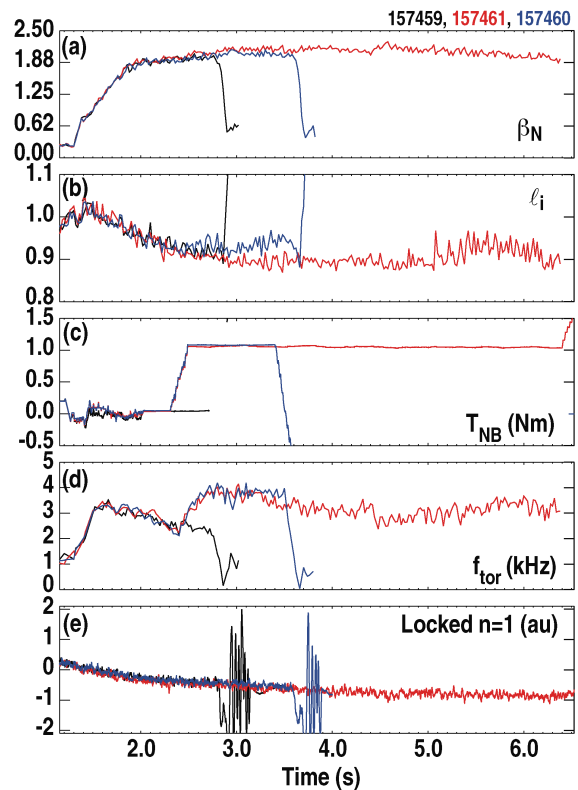 157459, 157461, 157460
(a)
2.50
1.88
1.25
0.62
0.00
βN
(b)
1.1
1.0
0.9
0.8
ℓi
(c)
1.5
1.0
0.5
0.0
-0.5
TNB (Nm)
(d)
5
4
3
2
1
0
ftor (kHz)
(e)
2
1
0
-1
-2
Locked n=1 (au)
2.0 3.0 4.0 5.0 6.0
Time (s)